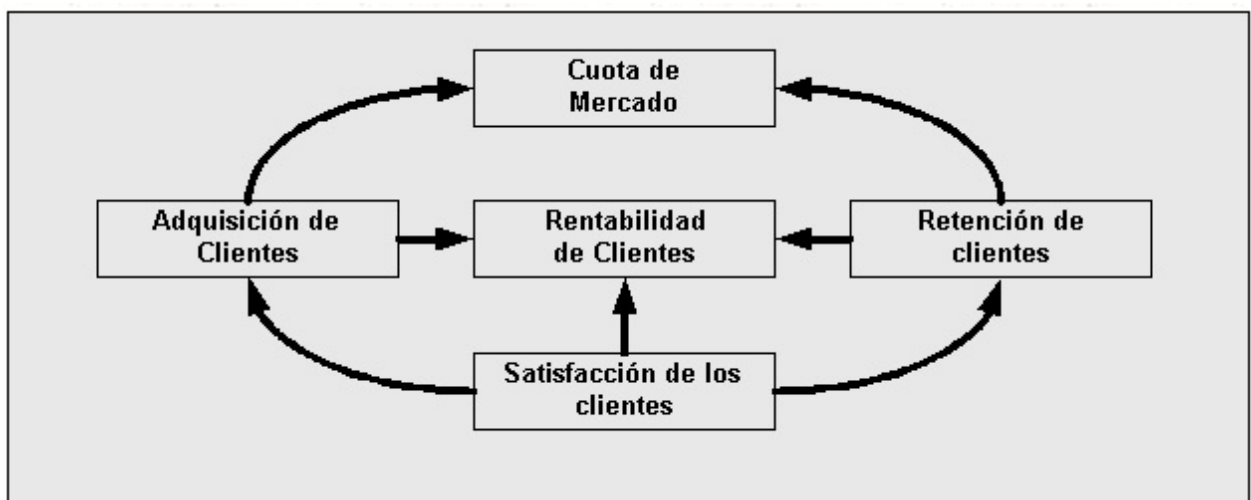 Cuota de
Mercado
Adquisición de
Clientes
Rentabilidad
de Clientes
Retención de
clientes
Satisfacción de los
clientes